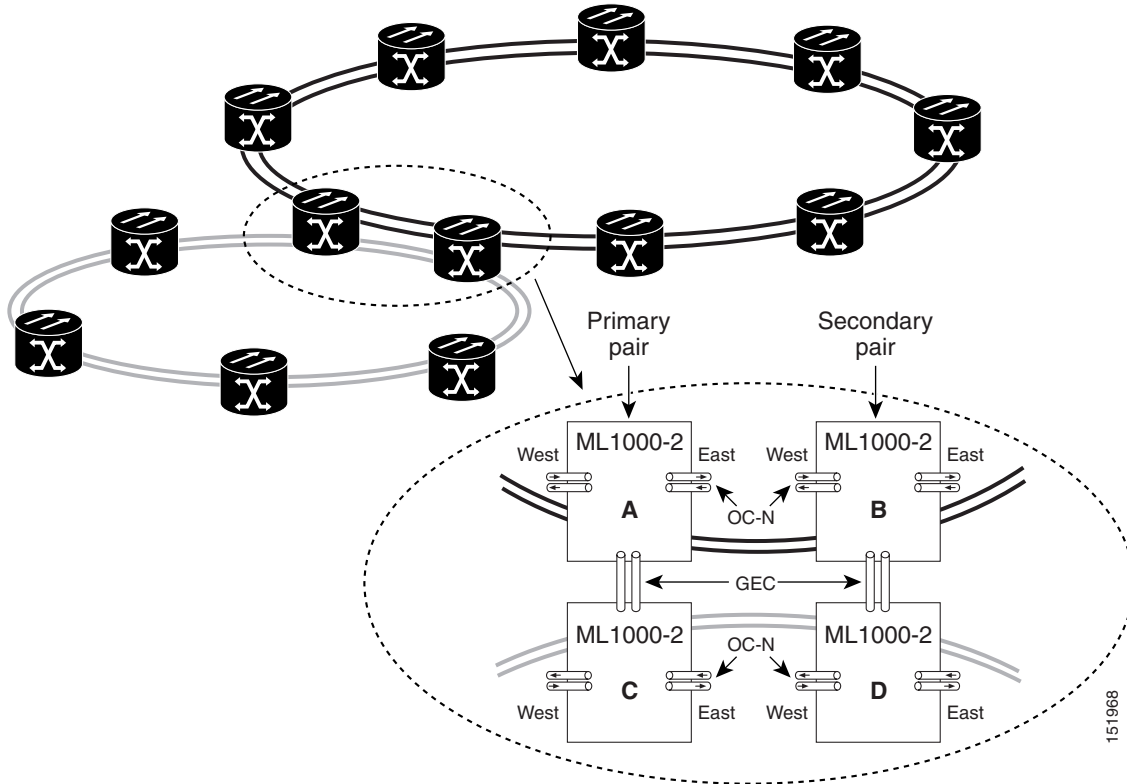 Primary
pair
Secondary
pair
ML1000-2
ML1000-2
West
East
West
East
OC-N
A
B
GEC
ML1000-2
ML1000-2
OC-N
C
D
West
East
West
East
151968